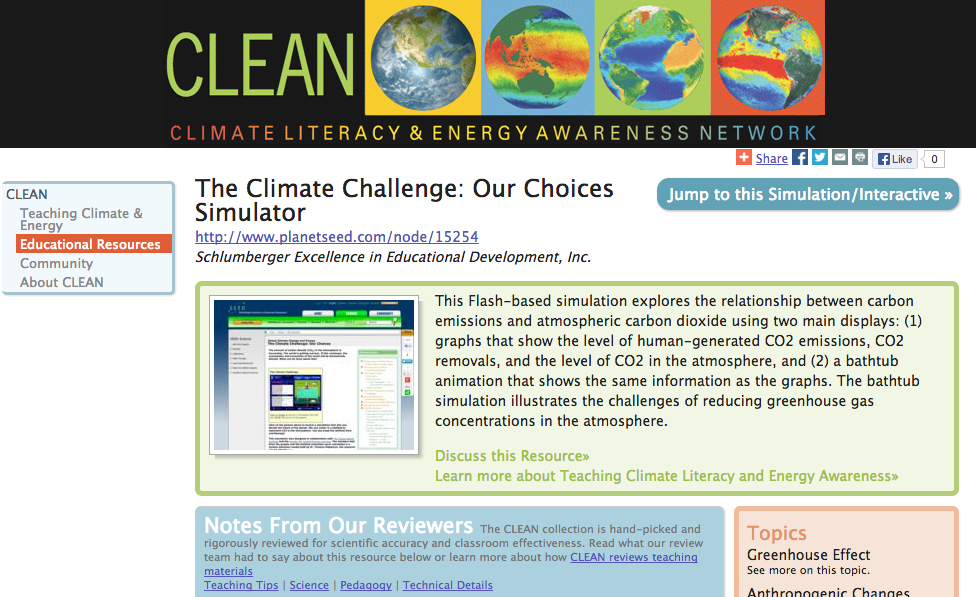 CLEAN
CLIMATE LITERACY & ENERGY AWARENESS NETWORK
Share
Like
0
CLEAN
Teaching Climate &
Energy
Educational Resources
Community
About CLEAN
The Climate Challenge: Our Choices
Simulator
Jump to this Simulation/Interactive »
http://www.planetseed.com/node/15254
Schlumberger Excellence in Educational Development, Inc.
This Flash-based simulation explores the relationship between carbon
emissions and atmospheric carbon dioxide using two main displays: (1)
graphs that show the level of human-generated CO2 emissions, CO2
removals, and the level of CO2 in the atmosphere, and (2) a bathtub
animation that shows the same information as the graphs. The bathtub
simulation illustrates the challenges of reducing greenhouse gas
concentrations in the atmosphere.
Discuss this Resource»
Learn more about Teaching Climate Literacy and Energy Awareness»
Notes From Our Reviewers The CLEAN collection is hand-picked and
rigorously reviewed for scientific accuracy and classroom effectiveness. Read what our review
team had to say about this resource below or learn more about how CLEAN reviews teaching
materials
Teaching Tips | Science | Pedagogy | Technical Details
Topics
Greenhouse Effect
See more on this topic.
Anthropogenic Changes